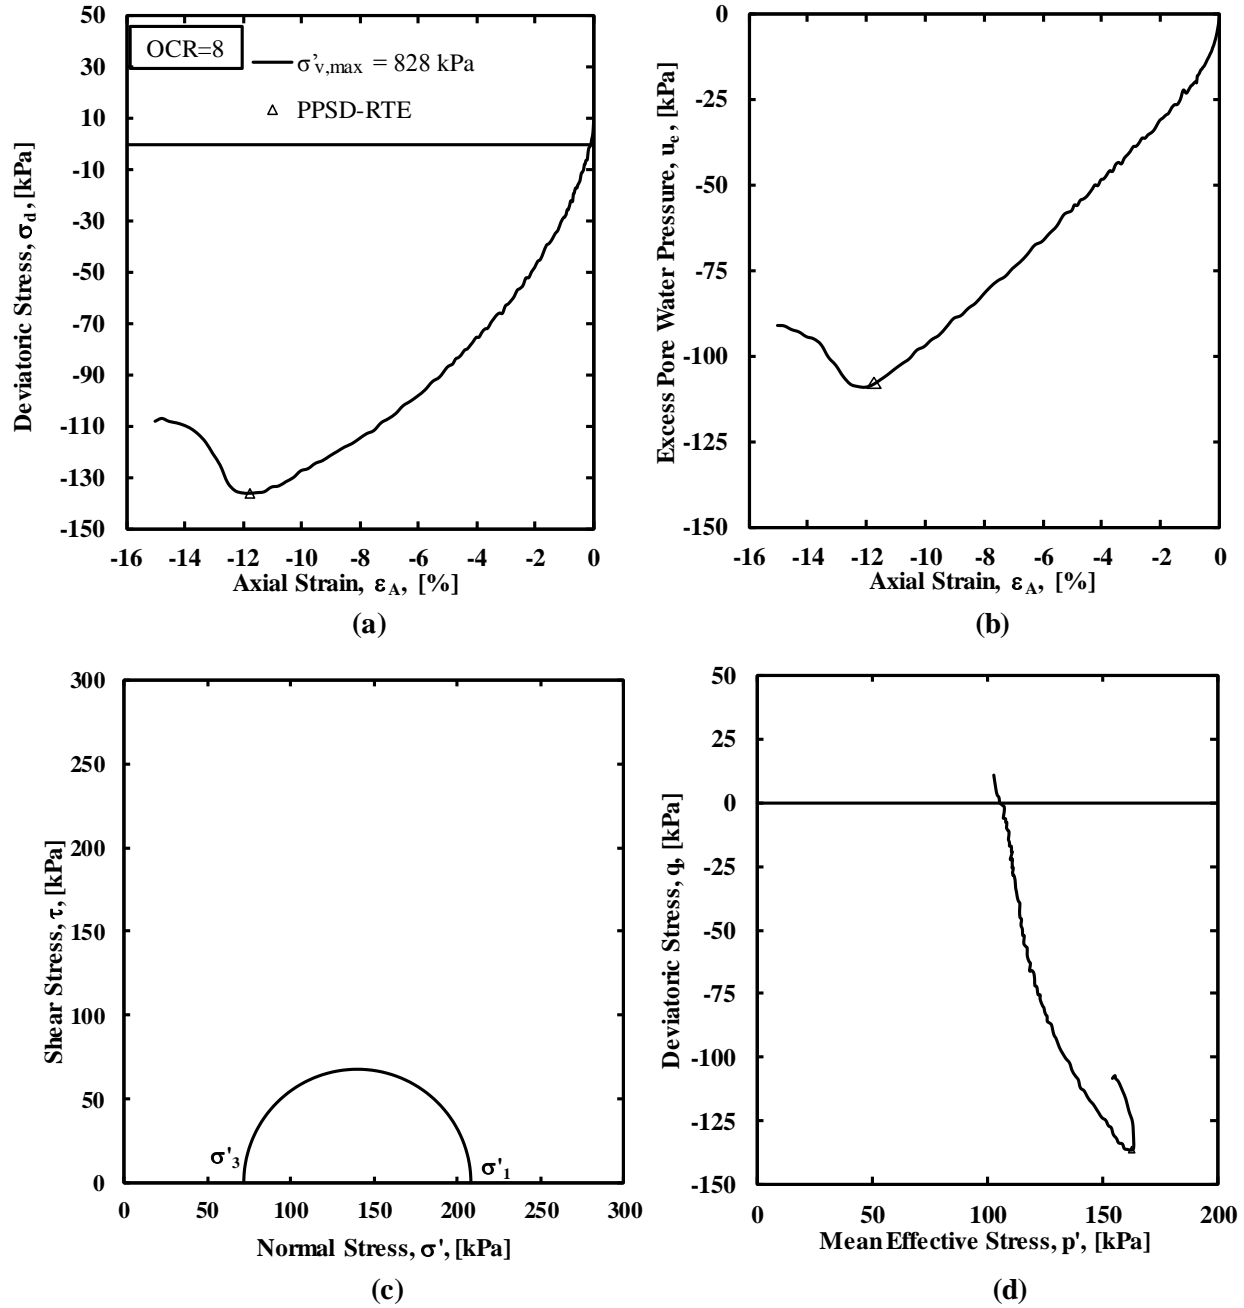 50
30
10
-10
-30
-50
-70
-90
-110
-130
-150
OCR=8
σ'v,max = 828 kPa
PPSD-RTE
Deviatoric Stress, σd, [kPa]
-16 -14 -12 -10 -8 -6 -4 -2 0
Axial Strain, εA, [%]
(a)
0
-25
-50
-75
-100
-125
-150
Excess Pore Water Pressure, ue, [kPa]
-16 -14 -12 -10 -8 -6 -4 -2 0
Axial Strain, εA, [%]
(b)
300
250
200
150
100
50
0
Shear Stress, τ, [kPa]
σ'3
σ'1
0 50 100 150 200 250 300
Normal Stress, σ', [kPa]
(c)
50
25
0
-25
-50
-75
-100
-125
-150
Deviatoric Stress, q, [kPa]
0 50 100 150 200
Mean Effective Stress, p', [kPa]
(d)